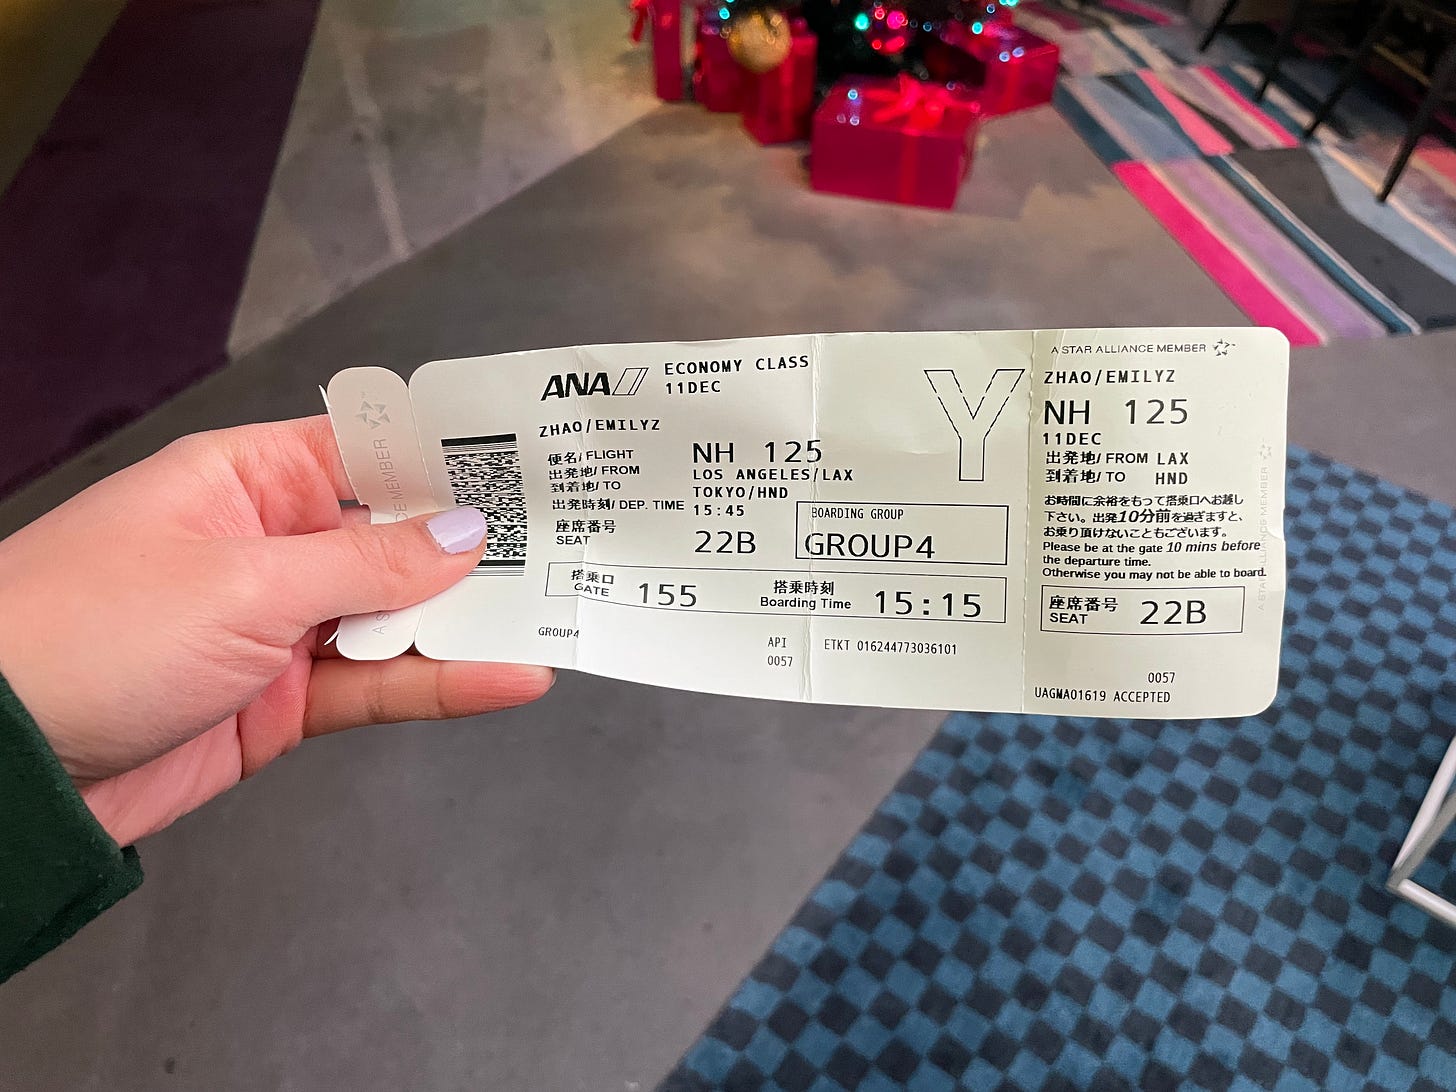 ANA
ECONOMY CLASS
11DEC
ZHAO/EMILYZ
便名/ FLIGHT NH 125
出発地/ FROM LOS ANGELES/LAX
到着地/ TO TOKYO/HND
出発時刻/ DEP. TIME 15:45
座席番号
SEAT 22B
BOARDING GROUP
GROUP4
搭乗口
GATE 155
搭乗時刻
Boarding Time 15:15
GROUP4
API
0057
ETKT 016244773036101
Y
A STAR ALLIANCE MEMBER
ZHAO/EMILYZ
NH 125
11DEC
出発地/ FROM LAX
到着地/ TO HND
お時間に余裕をもって搭乗口へお越し
下さい。出発10分前を過ぎますと、
お乗り頂けないこともございます。
Please be at the gate 10 mins before
the departure time.
Otherwise you may not be able to board.
座席番号
SEAT 22B
0057
UAGMA01619 ACCEPTED
A STAR ALLIANCE MEMBER
MEMBER